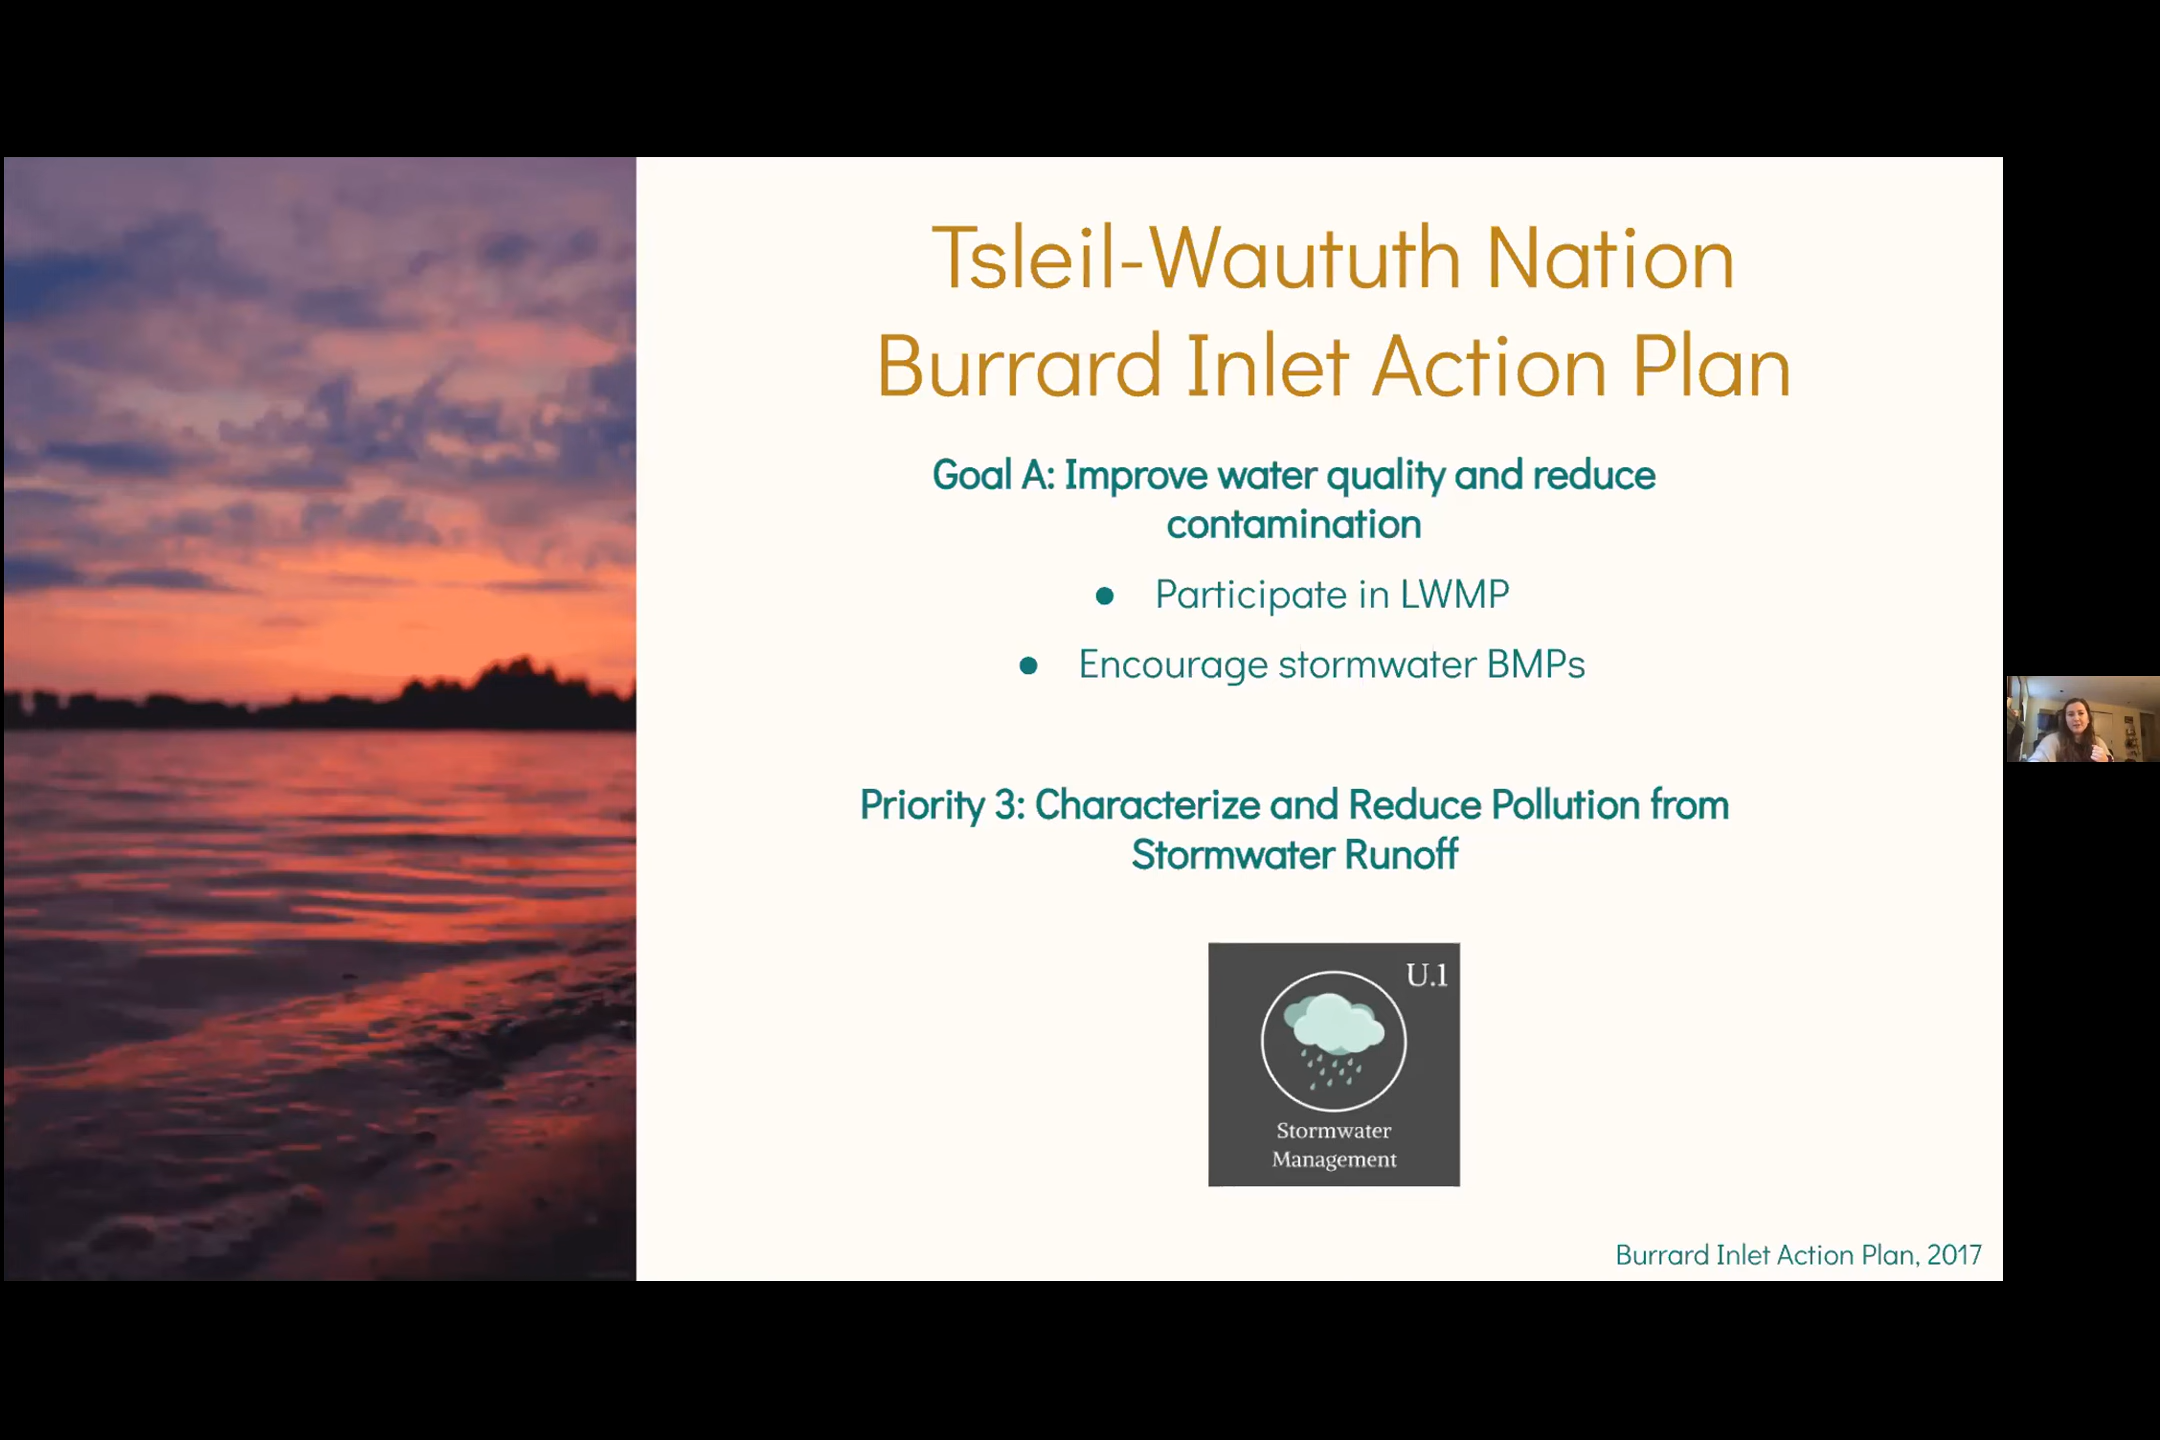 Tsleil-Waututh Nation
Burrard Inlet Action Plan
Goal A: Improve water quality and reduce
contamination
● Participate in LWMP
● Encourage stormwater BMPs
Priority 3: Characterize and Reduce Pollution from
Stormwater Runoff
U.1
Stormwater
Management
Burrard Inlet Action Plan, 2017